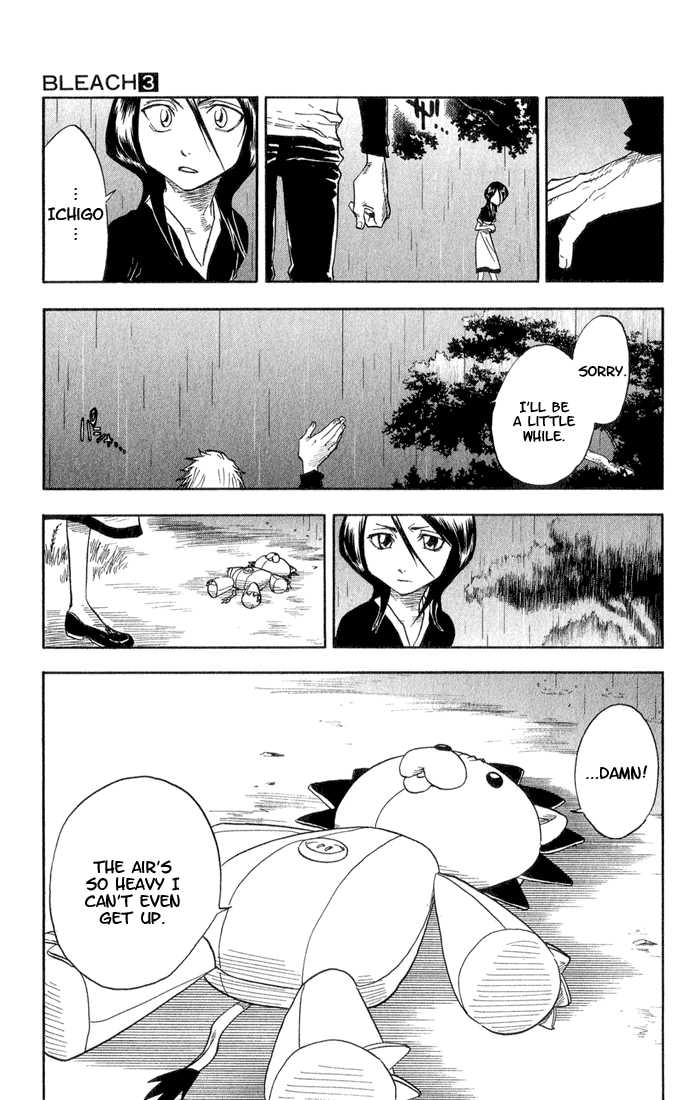 BLEACH 3
...
ICHIGO
...
SORRY.
I'LL BE
A LITTLE
WHILE.
...DAMN!
THE AIR'S
SO HEAVY I
CAN'T EVEN
GET UP.